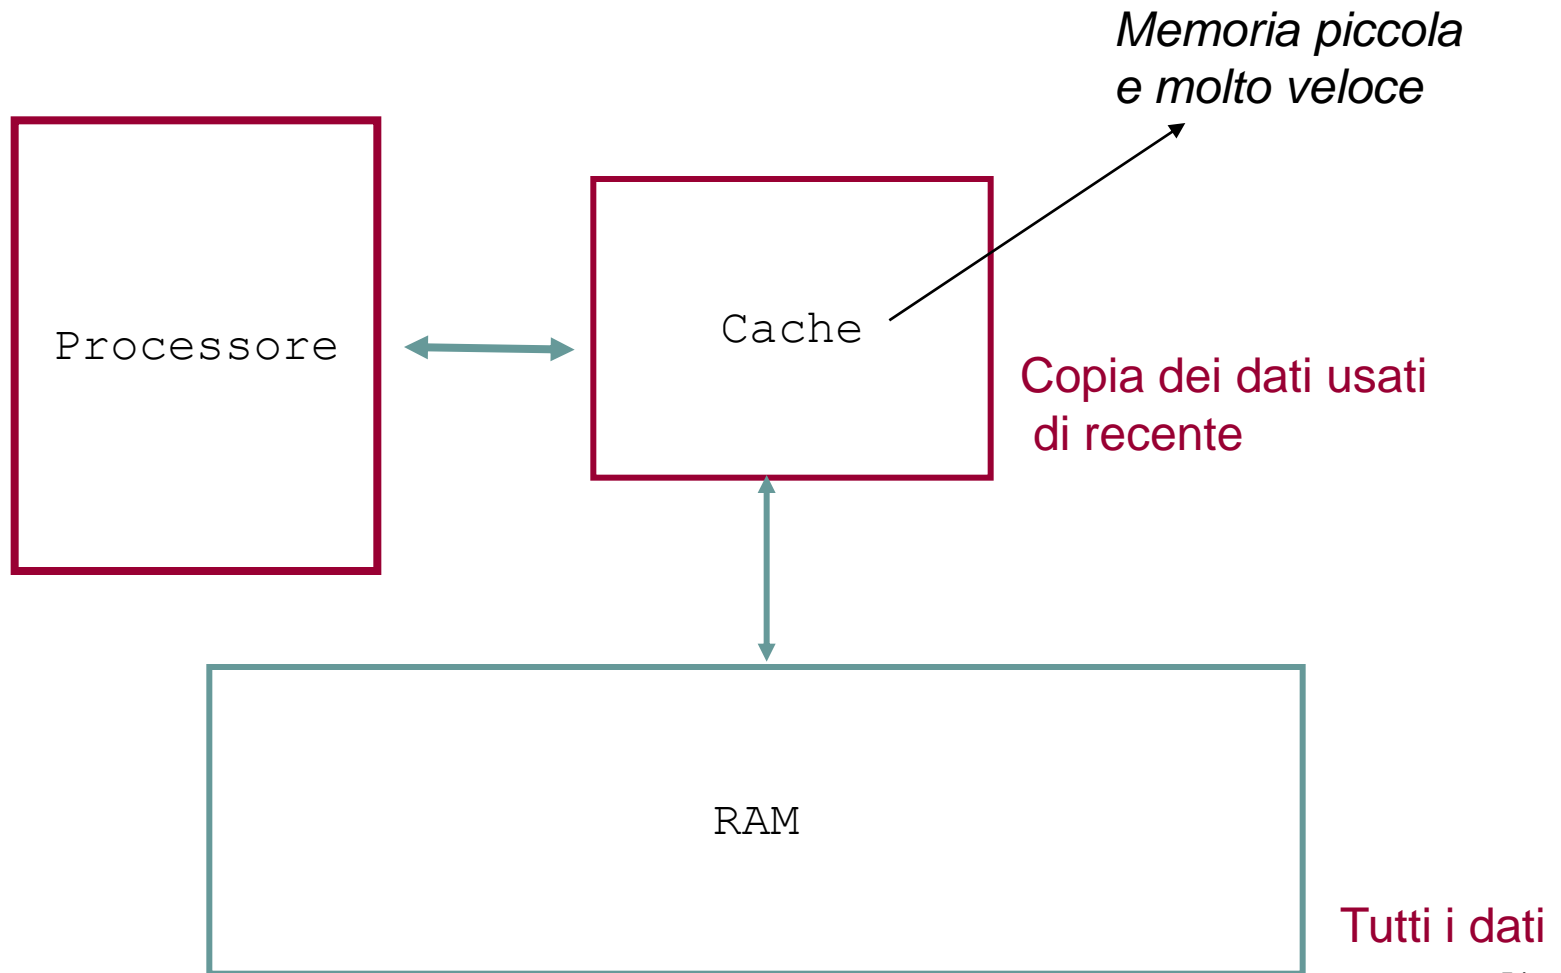 Memoria piccola
e molto veloce
Processore
Cache
Copia dei dati usati
di recente
RAM
Tutti i dati